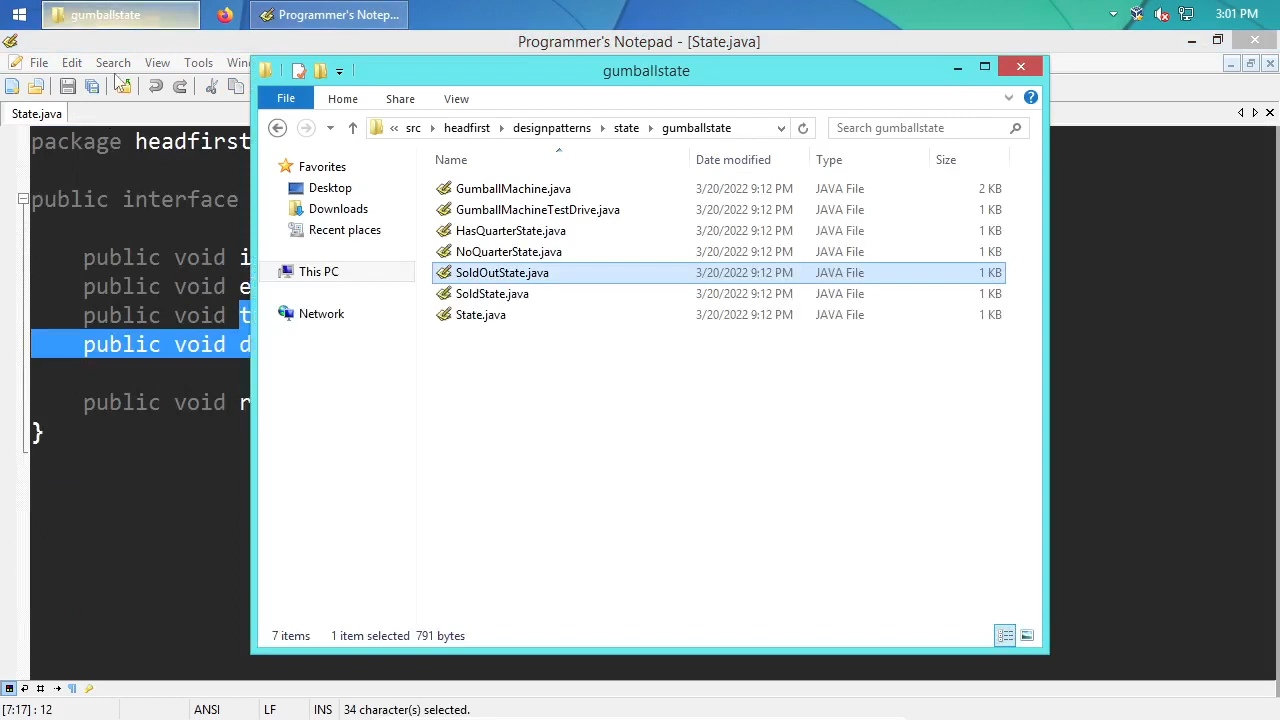 gumballstate
Programmer's Notep...
3:01 PM
Programmer's Notepad - [State.java]
File Edit Search View Tools Win
gumballstate
State.java
File Home Share View
?
« src headfirst designpatterns state gumballstate
Search gumballstate
package headfirst
Name Date modified Type Size
Favorites
Desktop
Downloads
Recent places
This PC
Network
GumballMachine.java 3/20/2022 9:12 PM JAVA File 2 KB
GumballMachineTestDrive.java 3/20/2022 9:12 PM JAVA File 1 KB
HasQuarterState.java 3/20/2022 9:12 PM JAVA File 1 KB
NoQuarterState.java 3/20/2022 9:12 PM JAVA File 1 KB
SoldOutState.java 3/20/2022 9:12 PM JAVA File 1 KB
SoldState.java 3/20/2022 9:12 PM JAVA File 1 KB
State.java 3/20/2022 9:12 PM JAVA File 1 KB
public interface
public void i
public void e
public void t
public void d
public void r
}
7 items 1 item selected 791 bytes
[7:17] : 12 ANSI LF INS 34 character(s) selected.